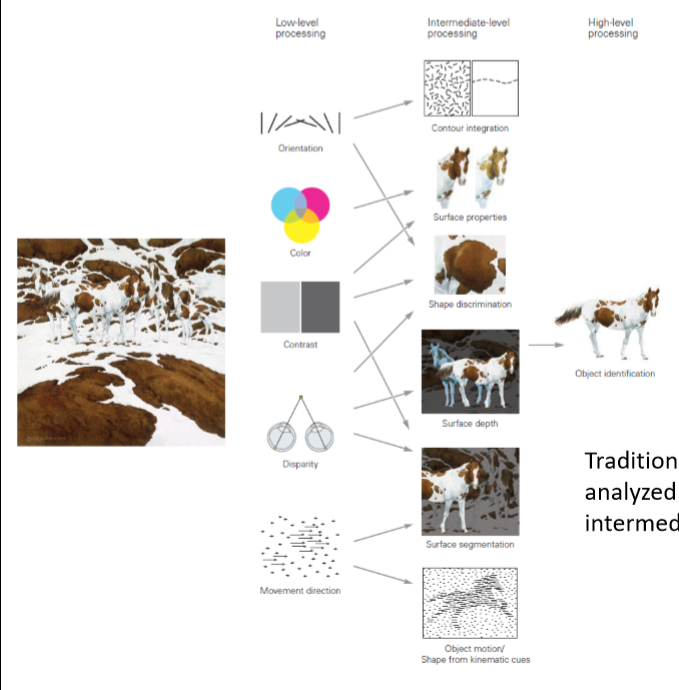 Low-level
processing
Intermediate-level
processing
High-level
processing
Orientation
Contour integration
Color
Surface properties
Contrast
Shape discrimination
Object identification
Surface depth
Disparity
Surface segmentation
Movement direction
Object motion/
Shape from kinematic cues
Tradition
analyzed
intermed